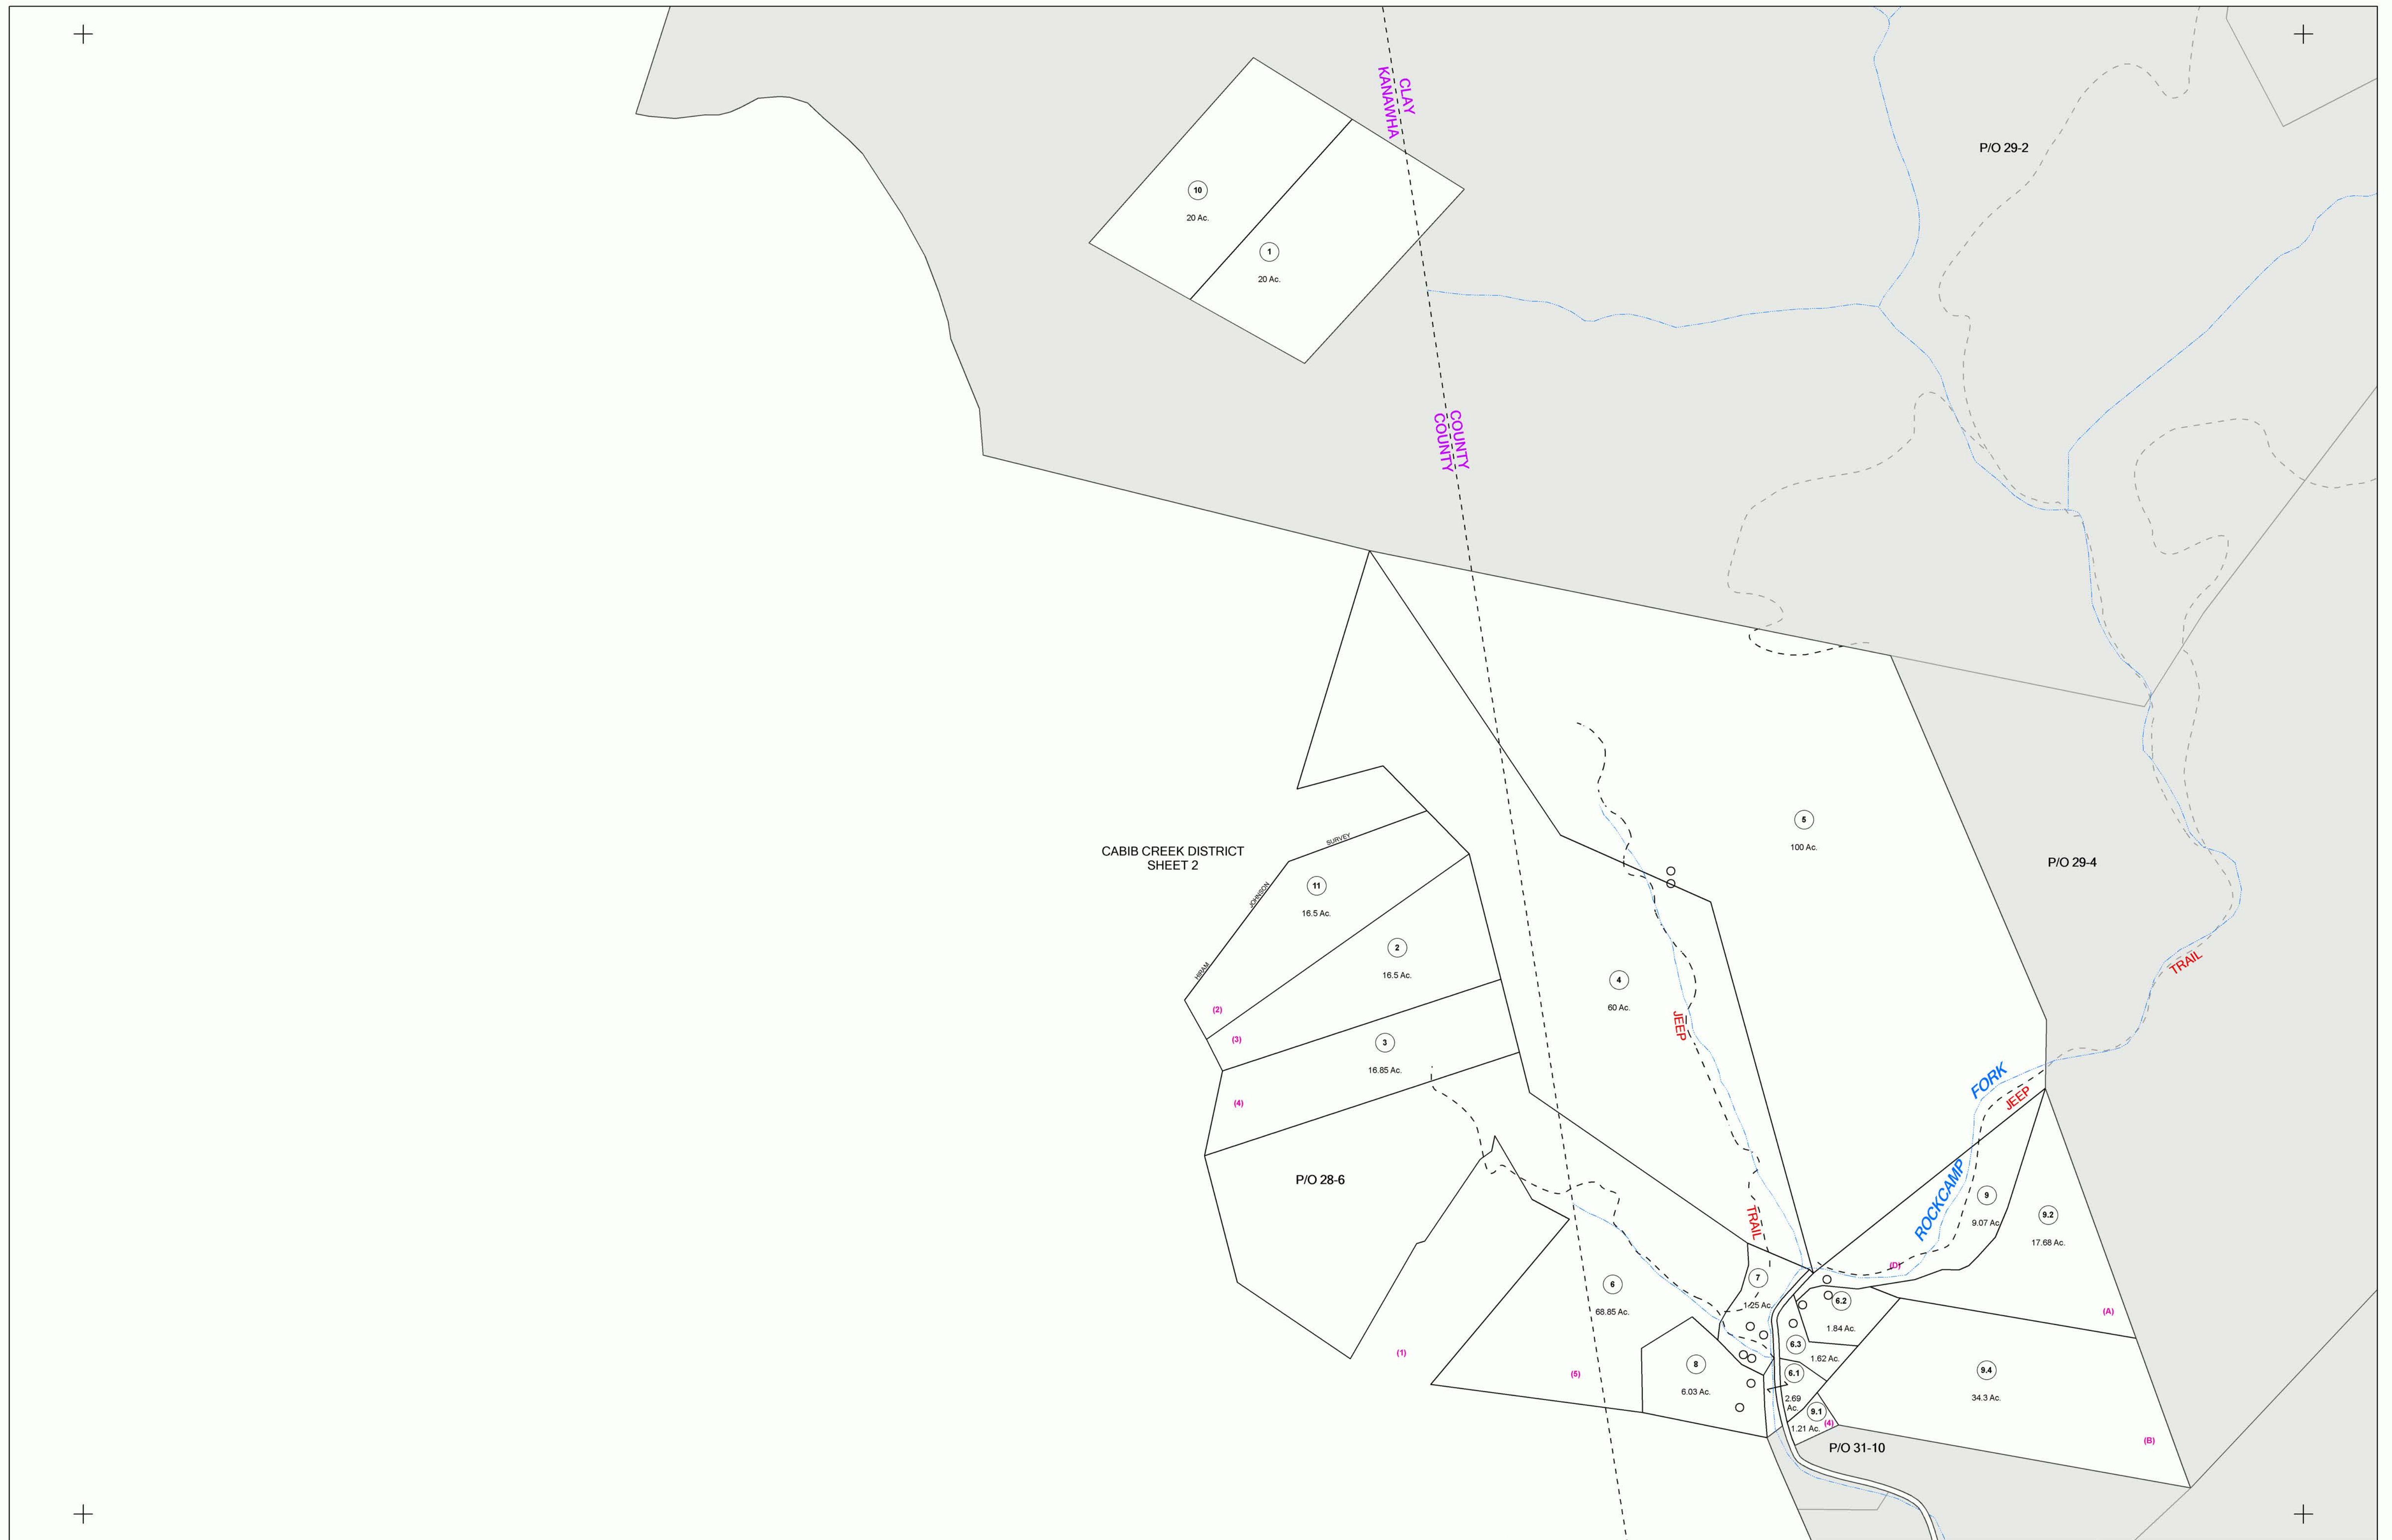 CLAY
KANAWHA
P/O 29-2
10
20 Ac.
1
20 Ac.
COUNTY
COUNTY
5
100 Ac.
SURVEY
CABIB CREEK DISTRICT
SHEET 2
P/O 29-4
11
16.5 Ac.
JOHNSON
2
16.5 Ac.
HIRAM
TRAIL
4
60 Ac.
(2)
JEEP
(3)
3
16.85 Ac.
FORK
JEEP
(4)
P/O 28-6
ROCKCAMP
9
9.07 Ac.
9.2
17.68 Ac.
TRAIL
(D)
7
1.25 Ac.
6
68.85 Ac.
6.2
1.84 Ac.
(A)
6.3
1.62 Ac.
(1)
8
6.03 Ac.
(5)
6.1
2.69
Ac.
9.4
34.3 Ac.
9.1
1.21 Ac.
(4)
(B)
P/O 31-10